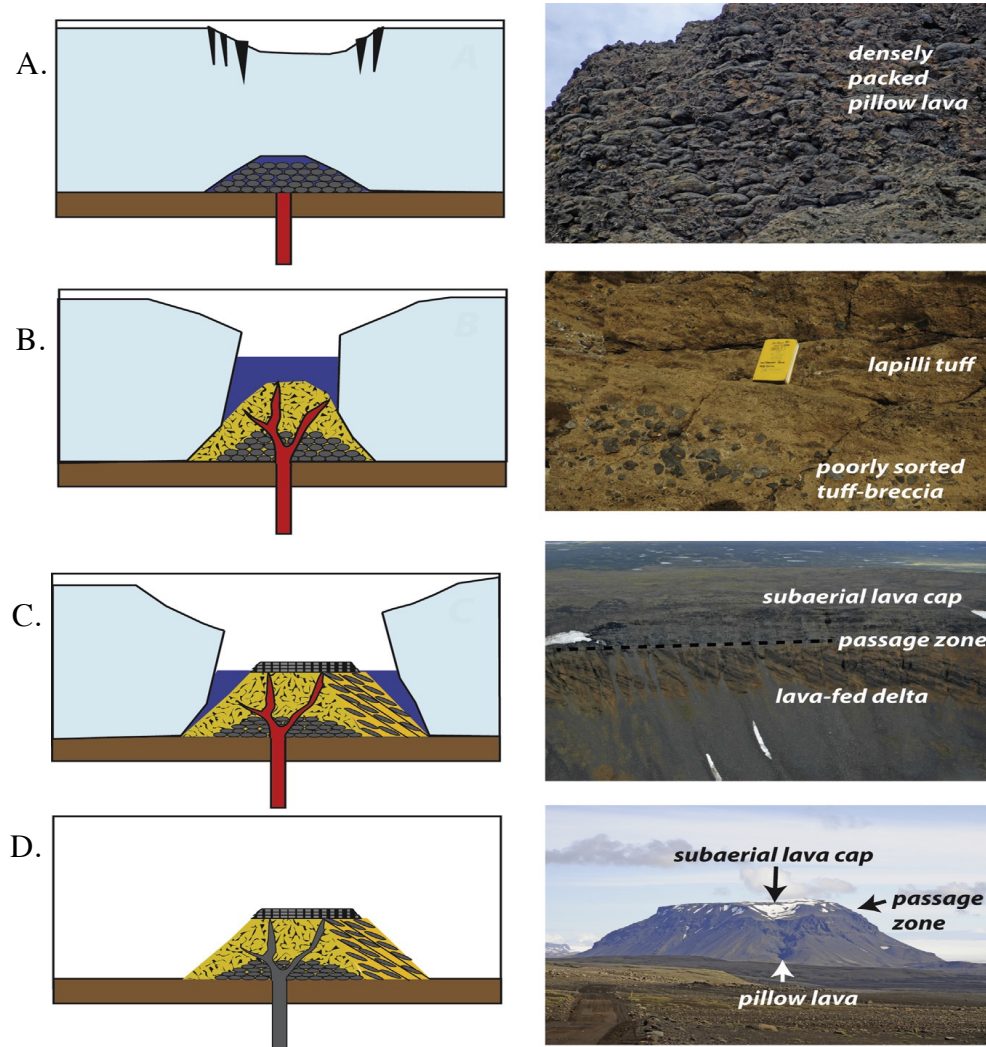 A.
A
densely
packed
pillow lava
B.
B
lapilli tuff
poorly sorted
tuff-breccia
C.
C
subaerial lava cap
passage zone
lava-fed delta
D.
subaerial lava cap
passage
zone
pillow lava